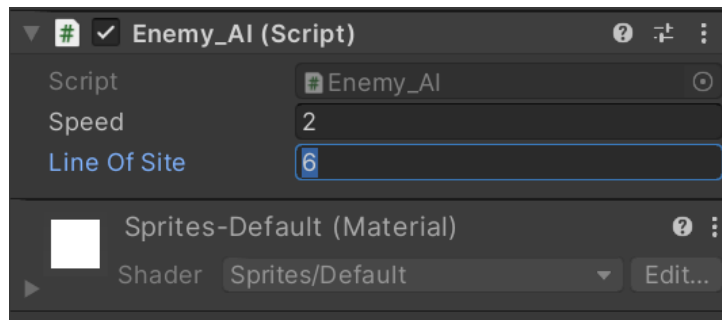 Enemy_AI (Script)
Script Enemy_AI
Speed 2
Line Of Site 6
Sprites-Default (Material)
Shader Sprites/Default Edit...